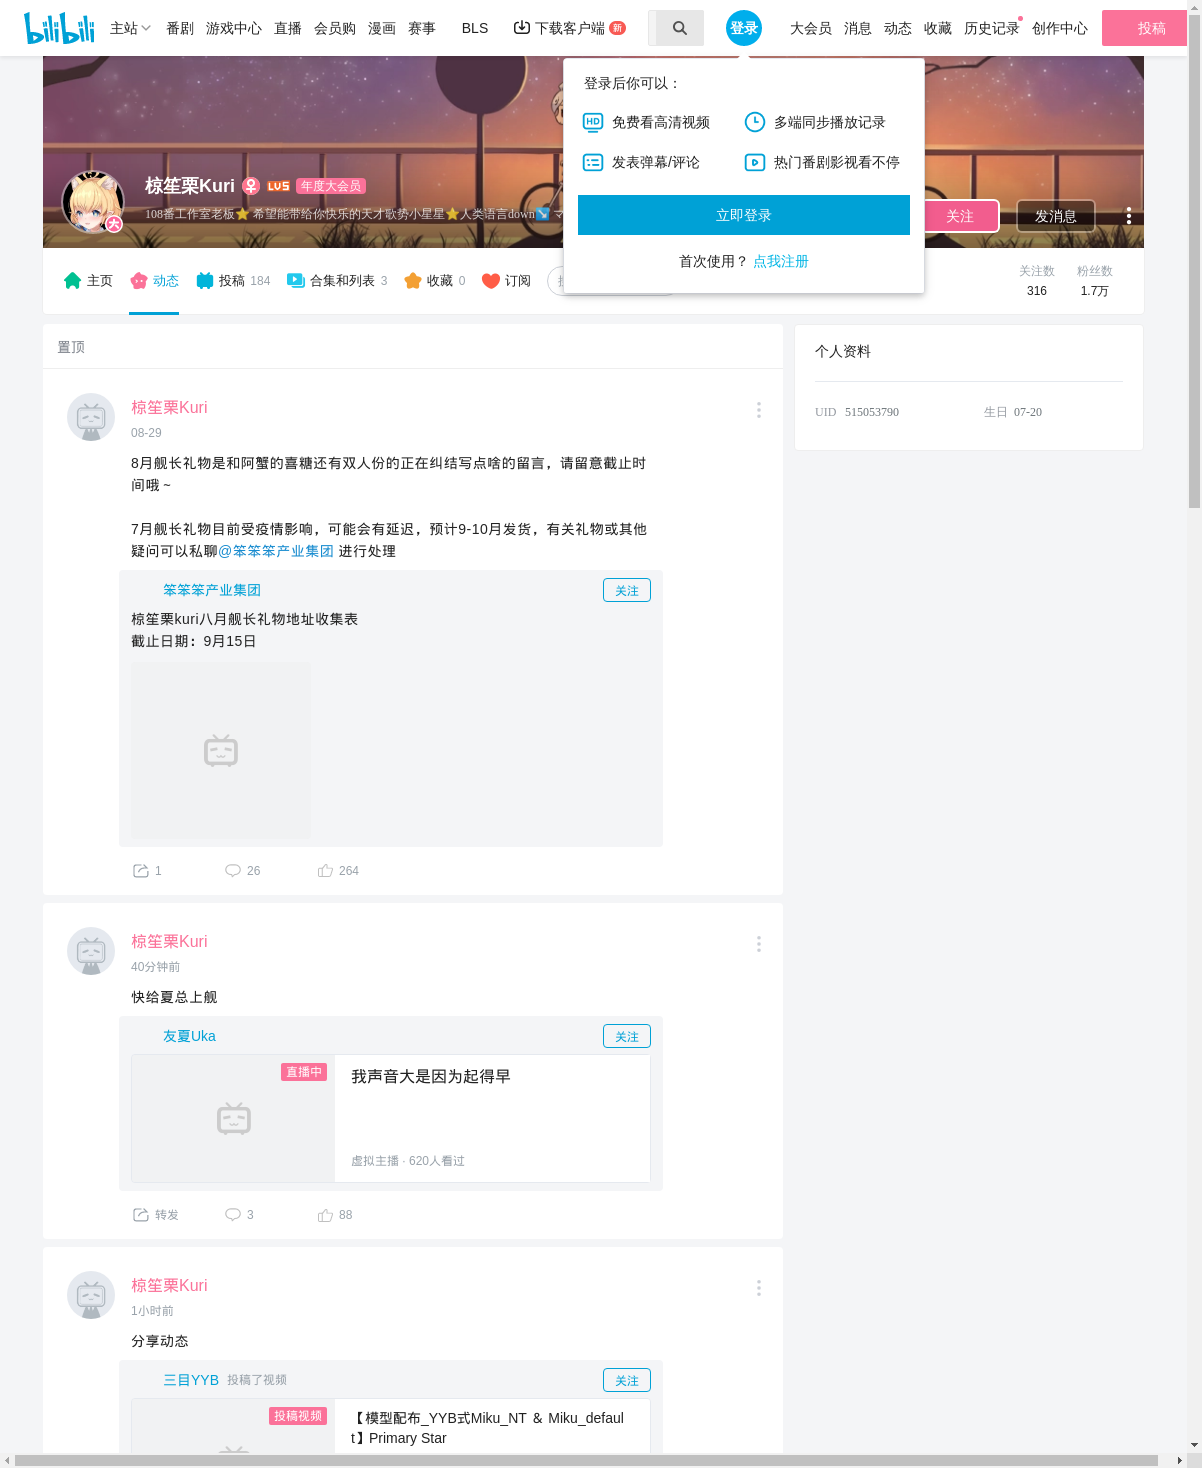 bilibili 主站 番剧 游戏中心 直播 会员购 漫画 赛事 BLS 下载客户端 新 登录 大会员 消息 动态 收藏 历史记录 创作中心 投稿
登录后你可以：
免费看高清视频 多端同步播放记录
发表弹幕/评论 热门番剧影视看不停
立即登录
首次使用？ 点我注册
椋笙栗Kuri LV5 年度大会员
大
108番工作室老板⭐ 希望能带给你快乐的天才歌势小星星⭐人类语言down↘️
关注 发消息
主页 动态 投稿 184 合集和列表 3 收藏 0 订阅
关注数 粉丝数
316 1.7万
置顶
椋笙栗Kuri
08-29
8月舰长礼物是和阿蟹的喜糖还有双人份的正在纠结写点啥的留言，请留意截止时
间哦～
7月舰长礼物目前受疫情影响，可能会有延迟，预计9-10月发货，有关礼物或其他
疑问可以私聊@笨笨笨产业集团 进行处理
笨笨笨产业集团 关注
椋笙栗kuri八月舰长礼物地址收集表
截止日期：9月15日
1 26 264
椋笙栗Kuri
40分钟前
快给夏总上舰
友夏Uka 关注
直播中
我声音大是因为起得早
虚拟主播 · 620人看过
转发 3 88
椋笙栗Kuri
1小时前
分享动态
三目YYB 投稿了视频 关注
投稿视频
【模型配布_YYB式Miku_NT ＆ Miku_defaul
t】Primary Star
个人资料
UID 515053790 生日 07-20